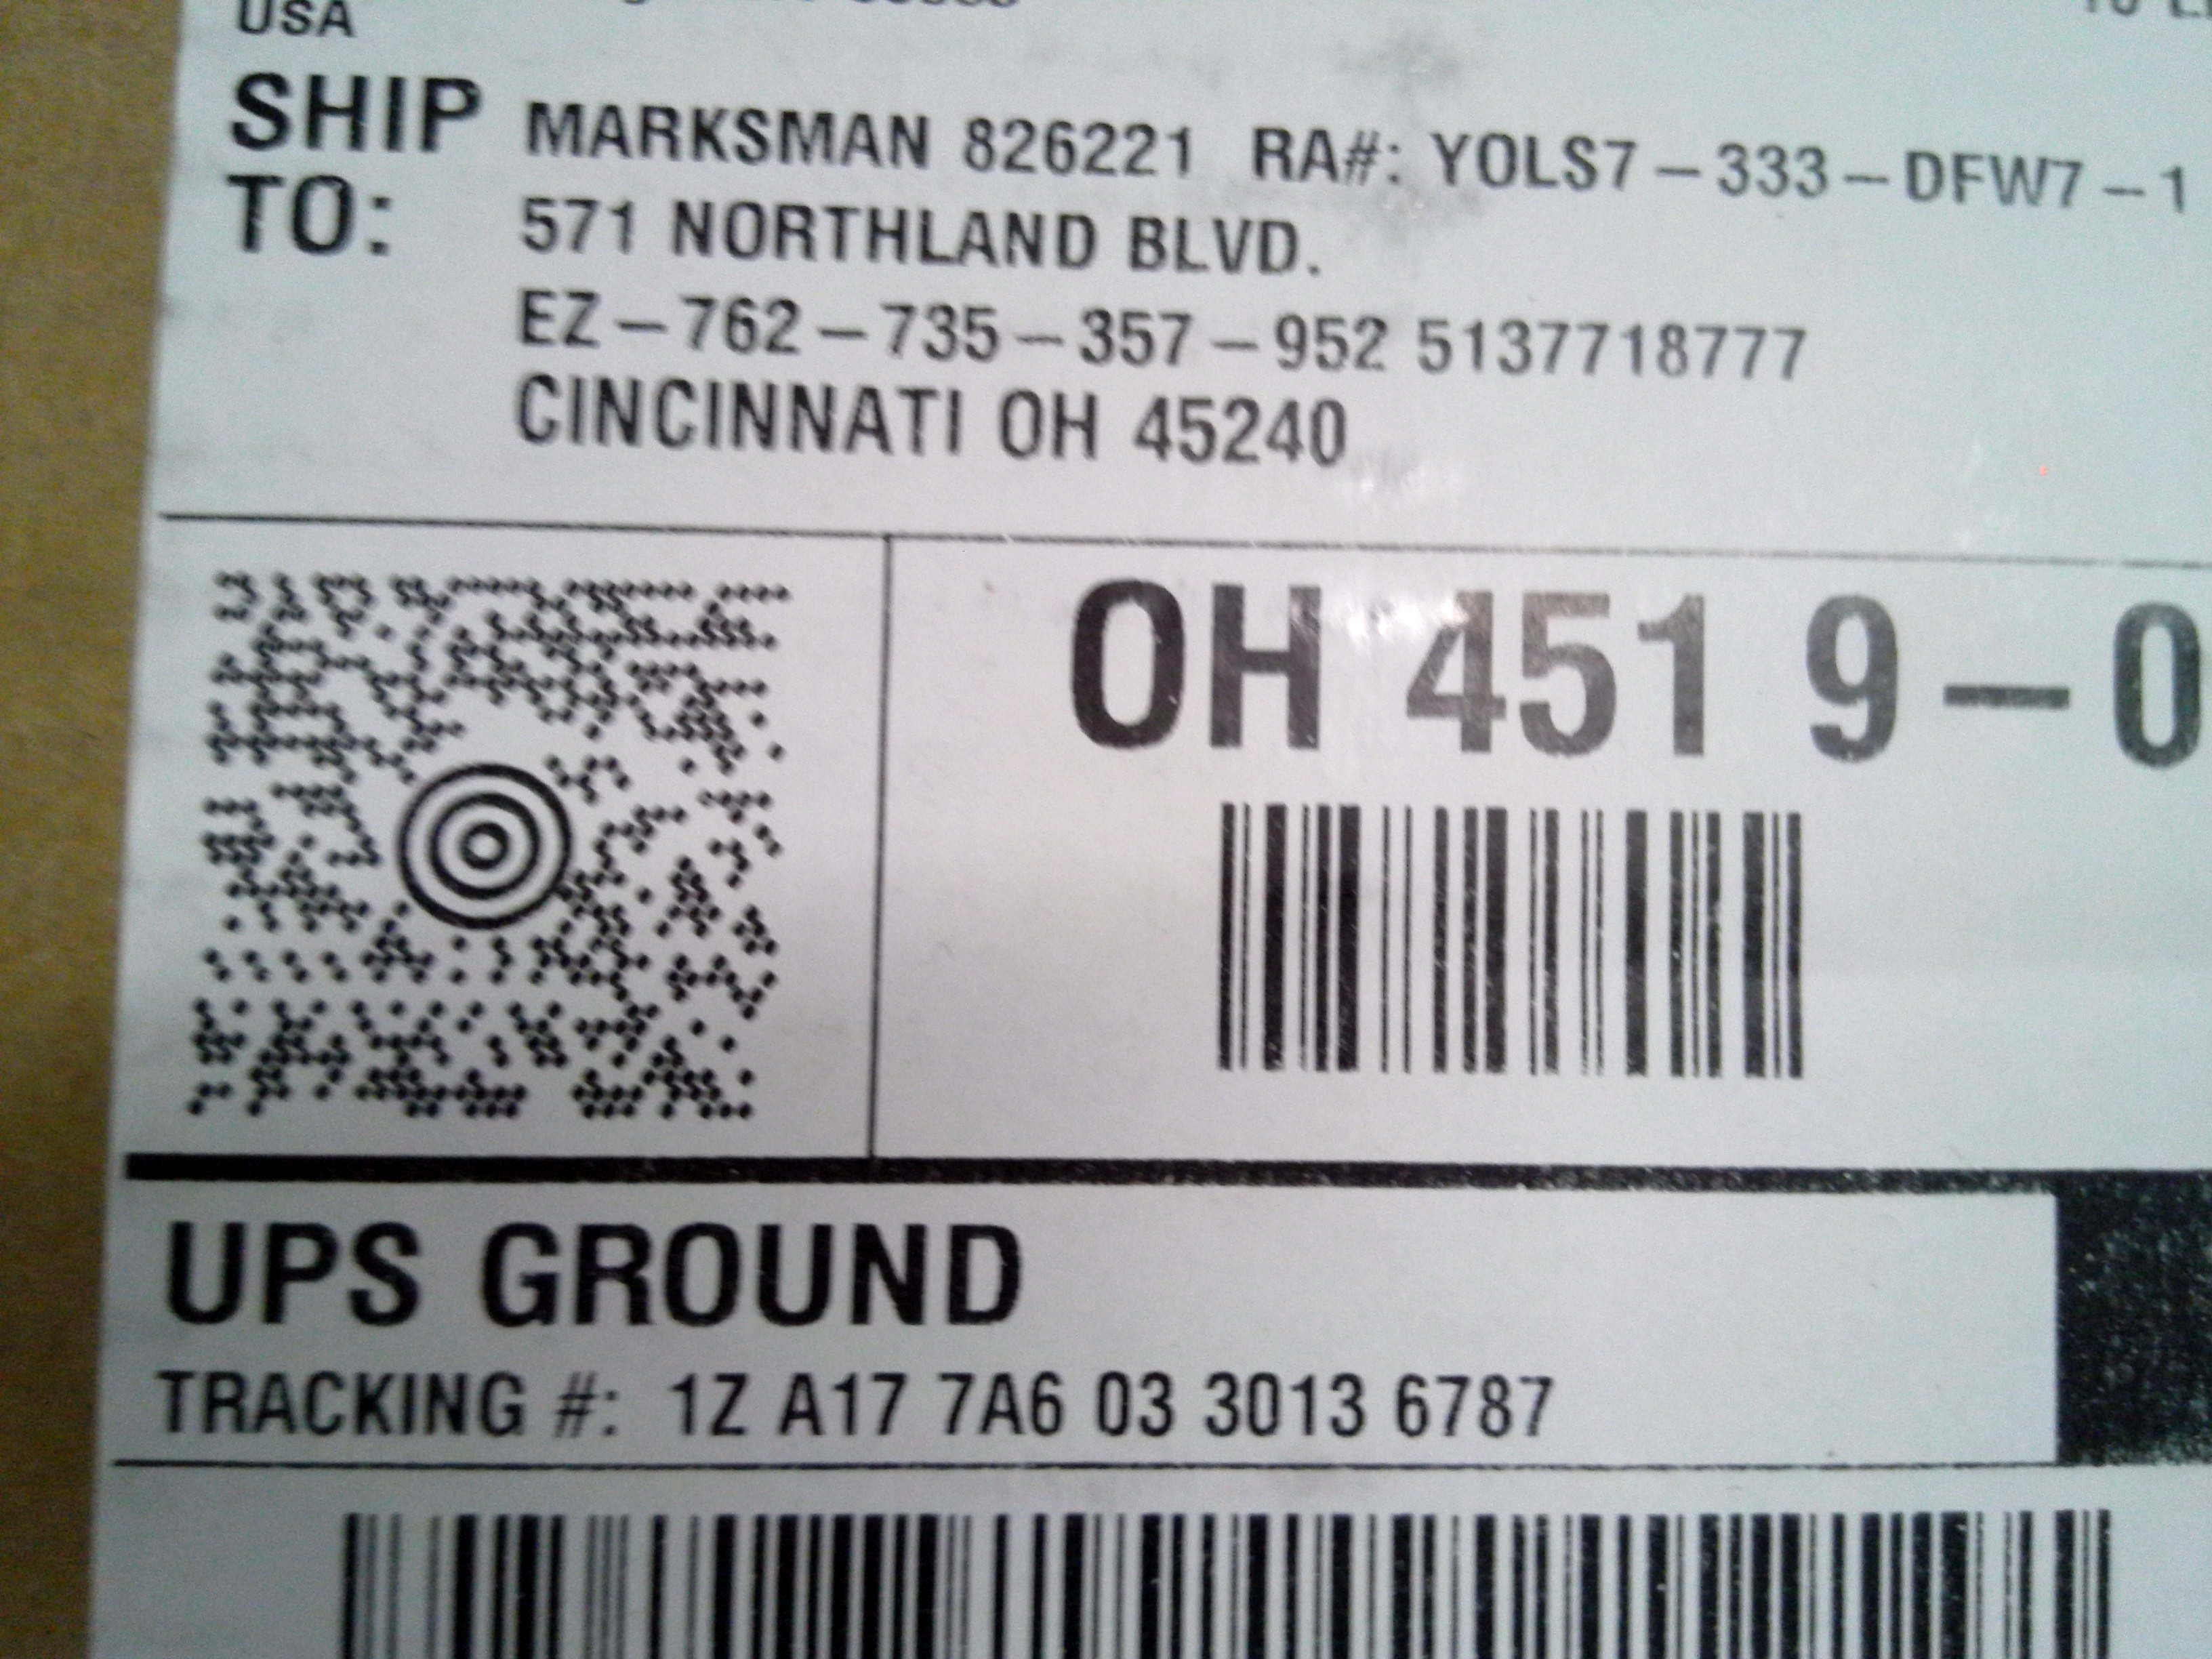 USA
SHIP TO: MARKSMAN 826221 RA#: YOLS7-333-DFW7-1
571 NORTHLAND BLVD.
EZ-762-735-357-952 5137718777
CINCINNATI OH 45240
OH 451 9-0
UPS GROUND
TRACKING #: 1Z A17 7A6 03 3013 6787